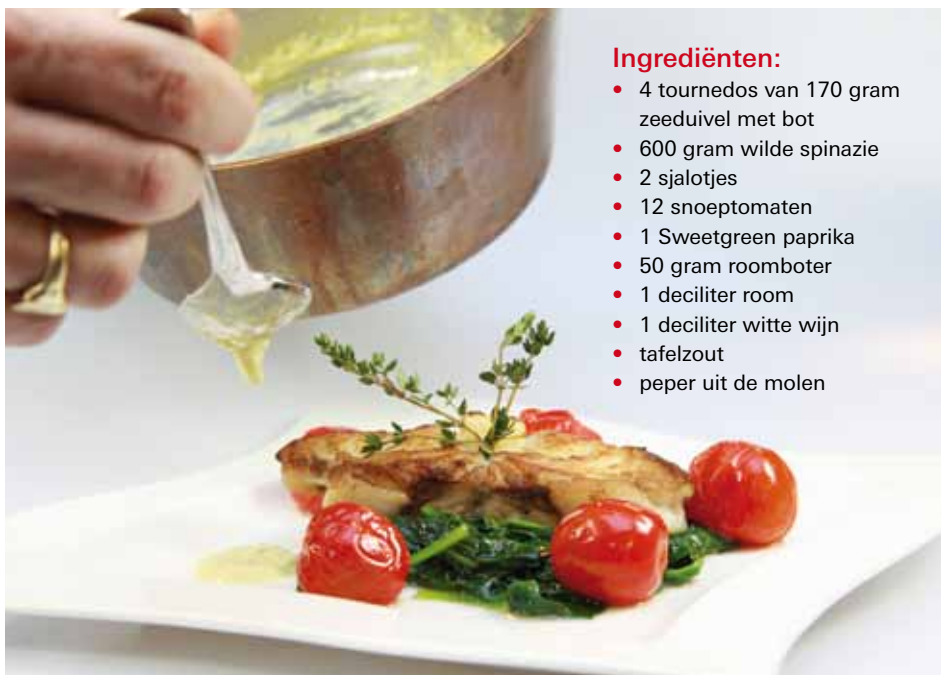 Ingrediënten:
• 4 tournedos van 170 gram
zeeduivel met bot
• 600 gram wilde spinazie
• 2 sjalotjes
• 12 snoeptomaten
• 1 Sweetgreen paprika
• 50 gram roomboter
• 1 deciliter room
• 1 deciliter witte wijn
• tafelzout
• peper uit de molen